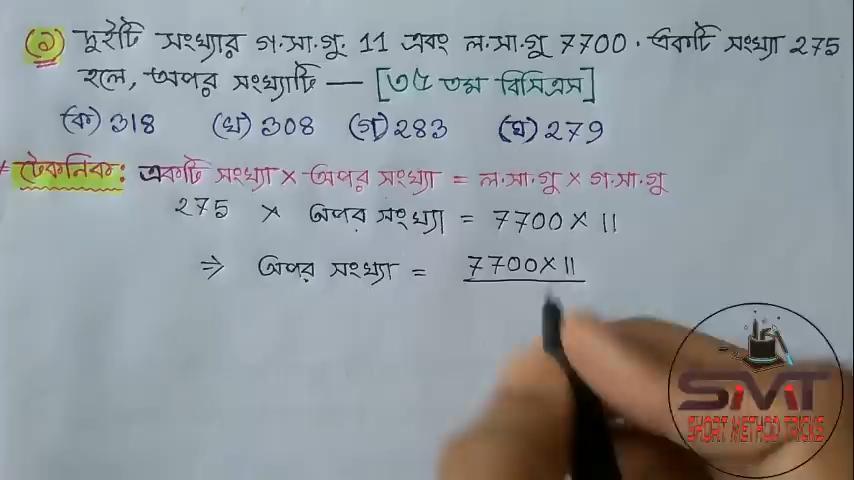 (১) দুইটি সংখ্যার গ.সা.গু. 11 এবং ল.সা.গু 7700. একটি সংখ্যা 275
হলে, অপর সংখ্যাটি — [৩৫ তম বিসিএস]
(ক) 318 (খ) 308 (গ) 283 (ঘ) 279
* টেকনিক: একটি সংখ্যা × অপর সংখ্যা = ল.সা.গু × গ.সা.গু
275 × অপর সংখ্যা = 7700 × 11
⇒ অপর সংখ্যা = 7700 × 11
SMT
SHORT METHOD TRICKS